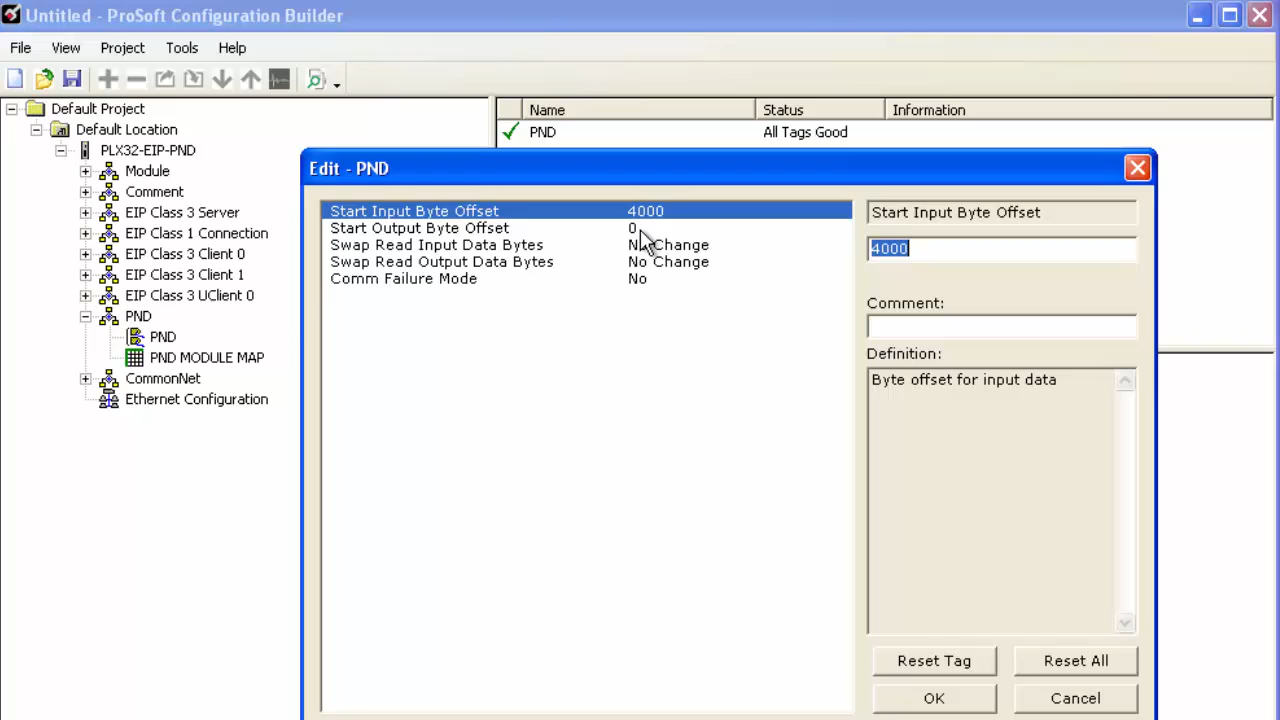 Untitled - ProSoft Configuration Builder
File View Project Tools Help
Default Project
Default Location
PLX32-EIP-PND
Module
Comment
EIP Class 3 Server
EIP Class 1 Connection
EIP Class 3 Client 0
EIP Class 3 Client 1
EIP Class 3 UClient 0
PND
PND
PND MODULE MAP
CommonNet
Ethernet Configuration
Name Status Information
PND All Tags Good
Edit - PND
Start Input Byte Offset 4000
Start Output Byte Offset 0
Swap Read Input Data Bytes No Change
Swap Read Output Data Bytes No Change
Comm Failure Mode No
Start Input Byte Offset
4000
Comment:
Definition:
Byte offset for input data
Reset Tag Reset All
OK Cancel